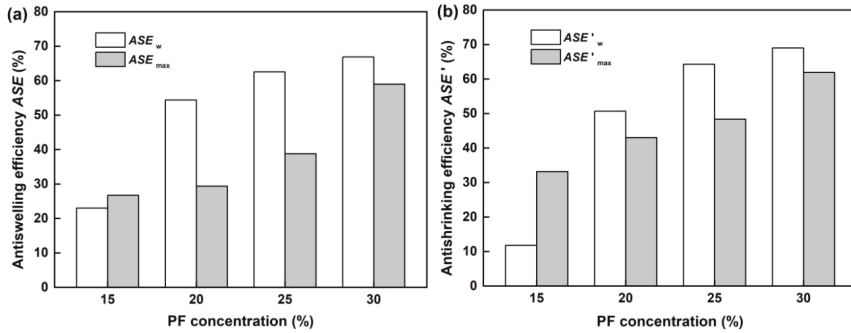 (a)
Antiswelling efficiency ASE (%)
80
70
60
50
40
30
20
10
0
ASE w
ASE max
15 20 25 30
PF concentration (%)
(b)
Antishrinking efficiency ASE' (%)
80
70
60
50
40
30
20
10
0
ASE' w
ASE' max
15 20 25 30
PF concentration (%)